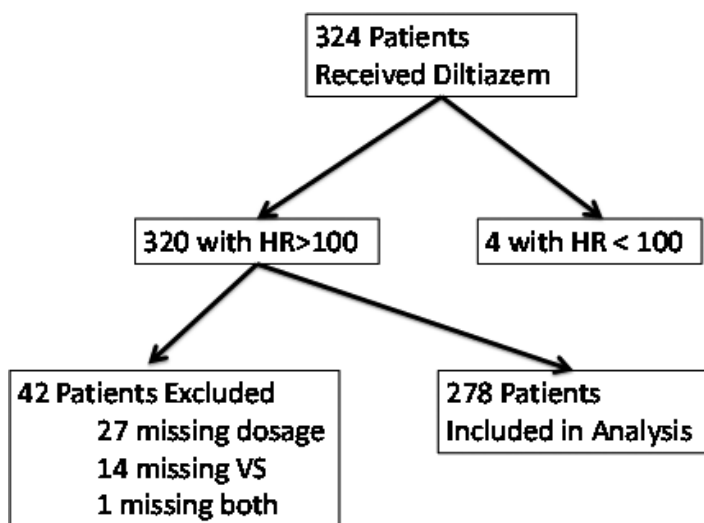 324 Patients
Received Diltiazem
320 with HR>100
4 with HR < 100
42 Patients Excluded
27 missing dosage
14 missing VS
1 missing both
278 Patients
Included in Analysis